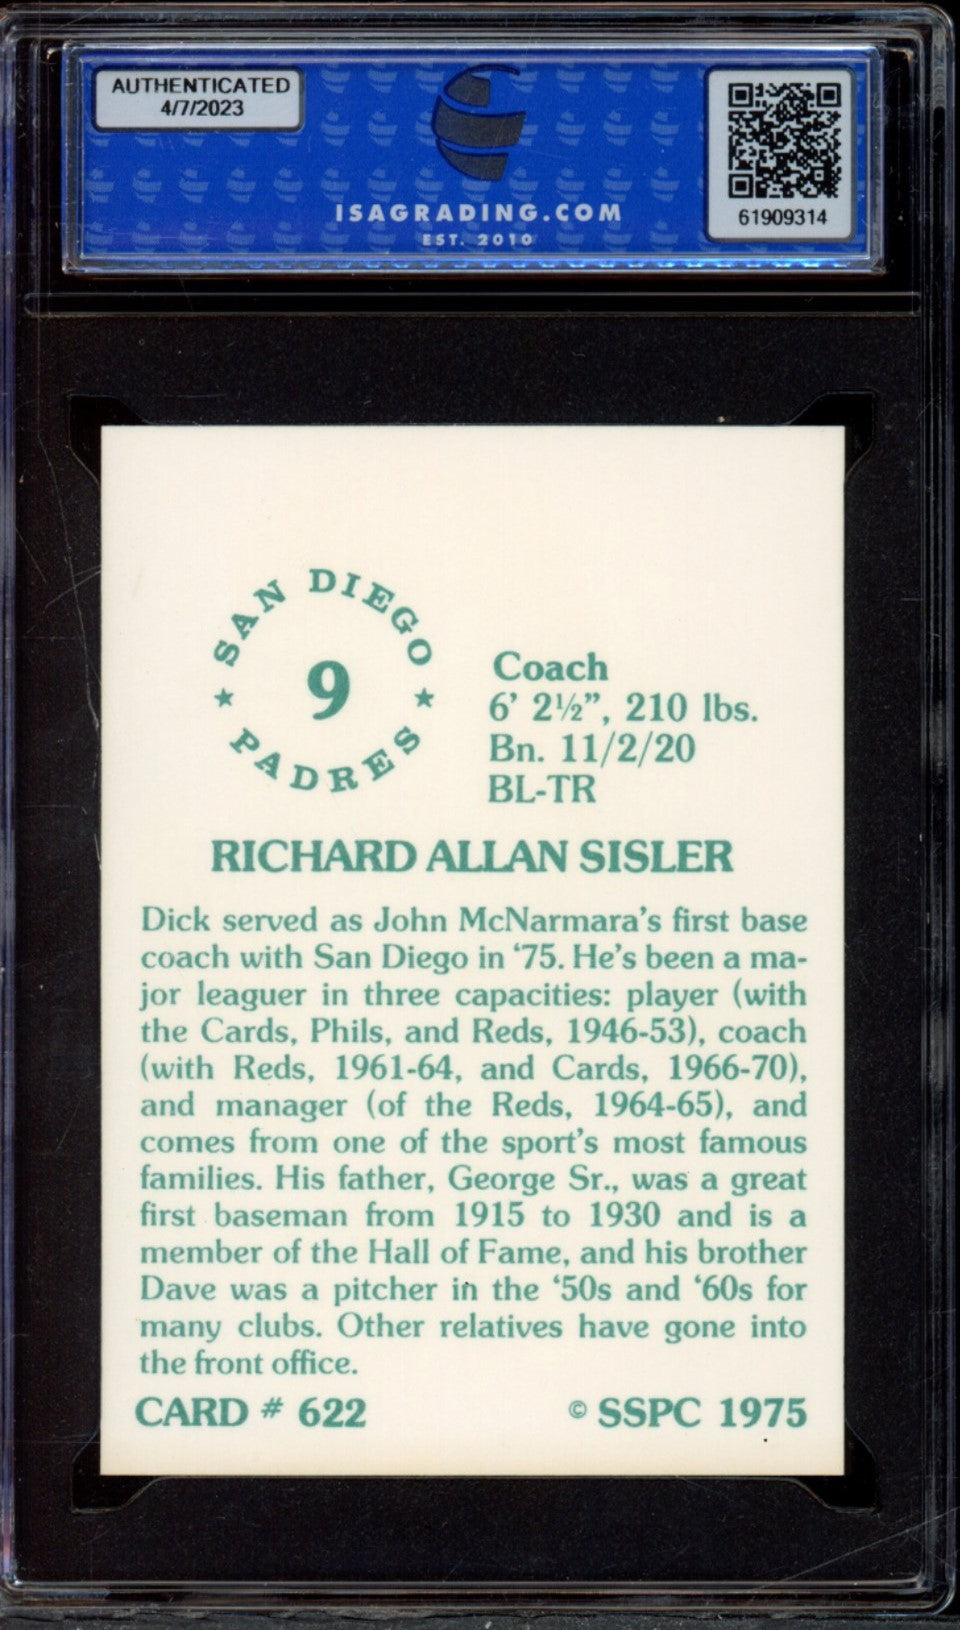 AUTHENTICATED
4/7/2023
ISAGRADING.COM
EST. 2010
61909314
SAN DIEGO
9
PADRES
Coach
6’ 2½”, 210 lbs.
Bn. 11/2/20
BL-TR
RICHARD ALLAN SISLER
Dick served as John McNarmara’s first base
coach with San Diego in ‘75. He’s been a ma-
jor leaguer in three capacities: player (with
the Cards, Phils, and Reds, 1946-53), coach
(with Reds, 1961-64, and Cards, 1966-70),
and manager (of the Reds, 1964-65), and
comes from one of the sport’s most famous
families. His father, George Sr., was a great
first baseman from 1915 to 1930 and is a
member of the Hall of Fame, and his brother
Dave was a pitcher in the ‘50s and ‘60s for
many clubs. Other relatives have gone into
the front office.
CARD # 622
© SSPC 1975